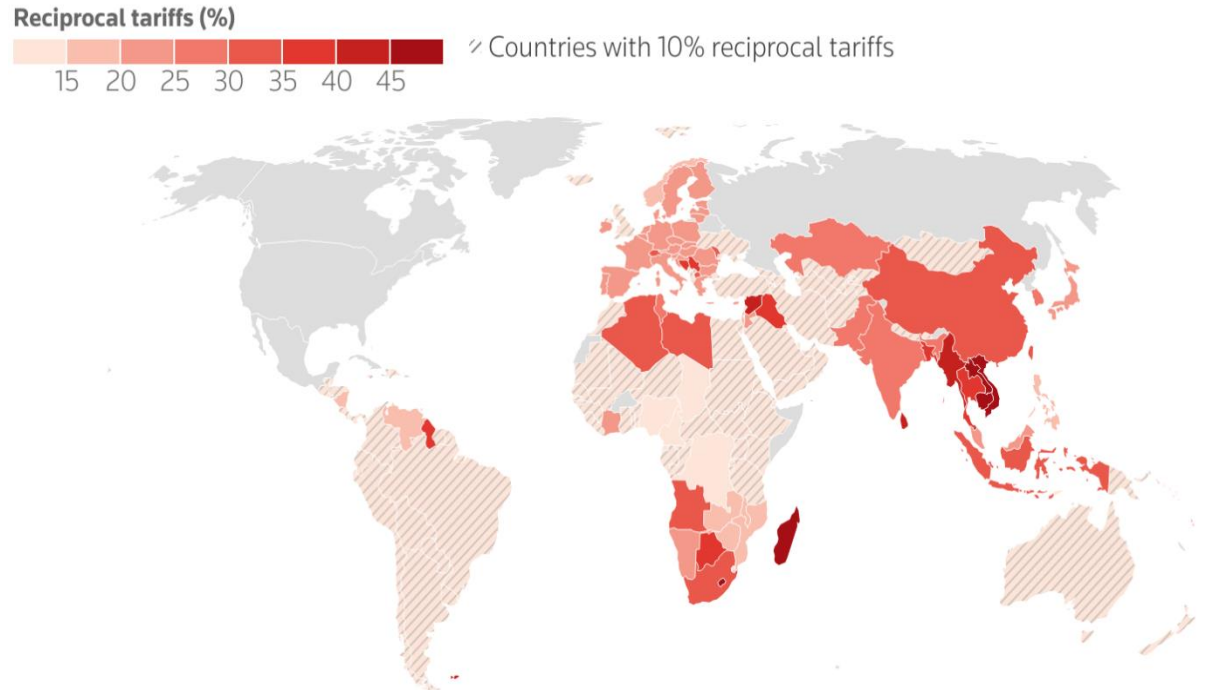 Reciprocal tariffs (%)
Countries with 10% reciprocal tariffs
15 20 25 30 35 40 45